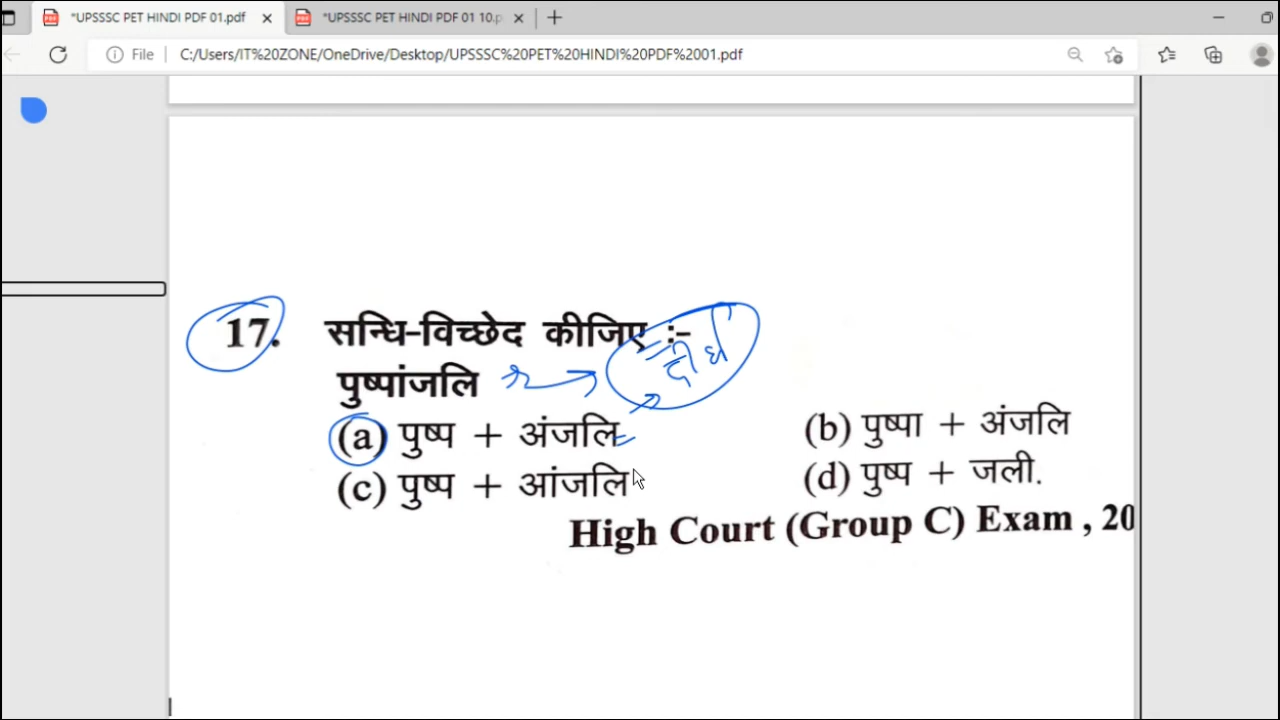 *UPSSSC PET HINDI PDF 01.pdf
*UPSSSC PET HINDI PDF 01 10.p
File
C:/Users/IT%20ZONE/OneDrive/Desktop/UPSSSC%20PET%20HINDI%20PDF%2001.pdf
17. सन्धि-विच्छेद कीजिए :-
दीर्घ
पुष्पांजलि
(a) पुष्प + अंजलि (b) पुष्पा + अंजलि
(c) पुष्प + आंजलि (d) पुष्प + जली.
High Court (Group C) Exam , 20